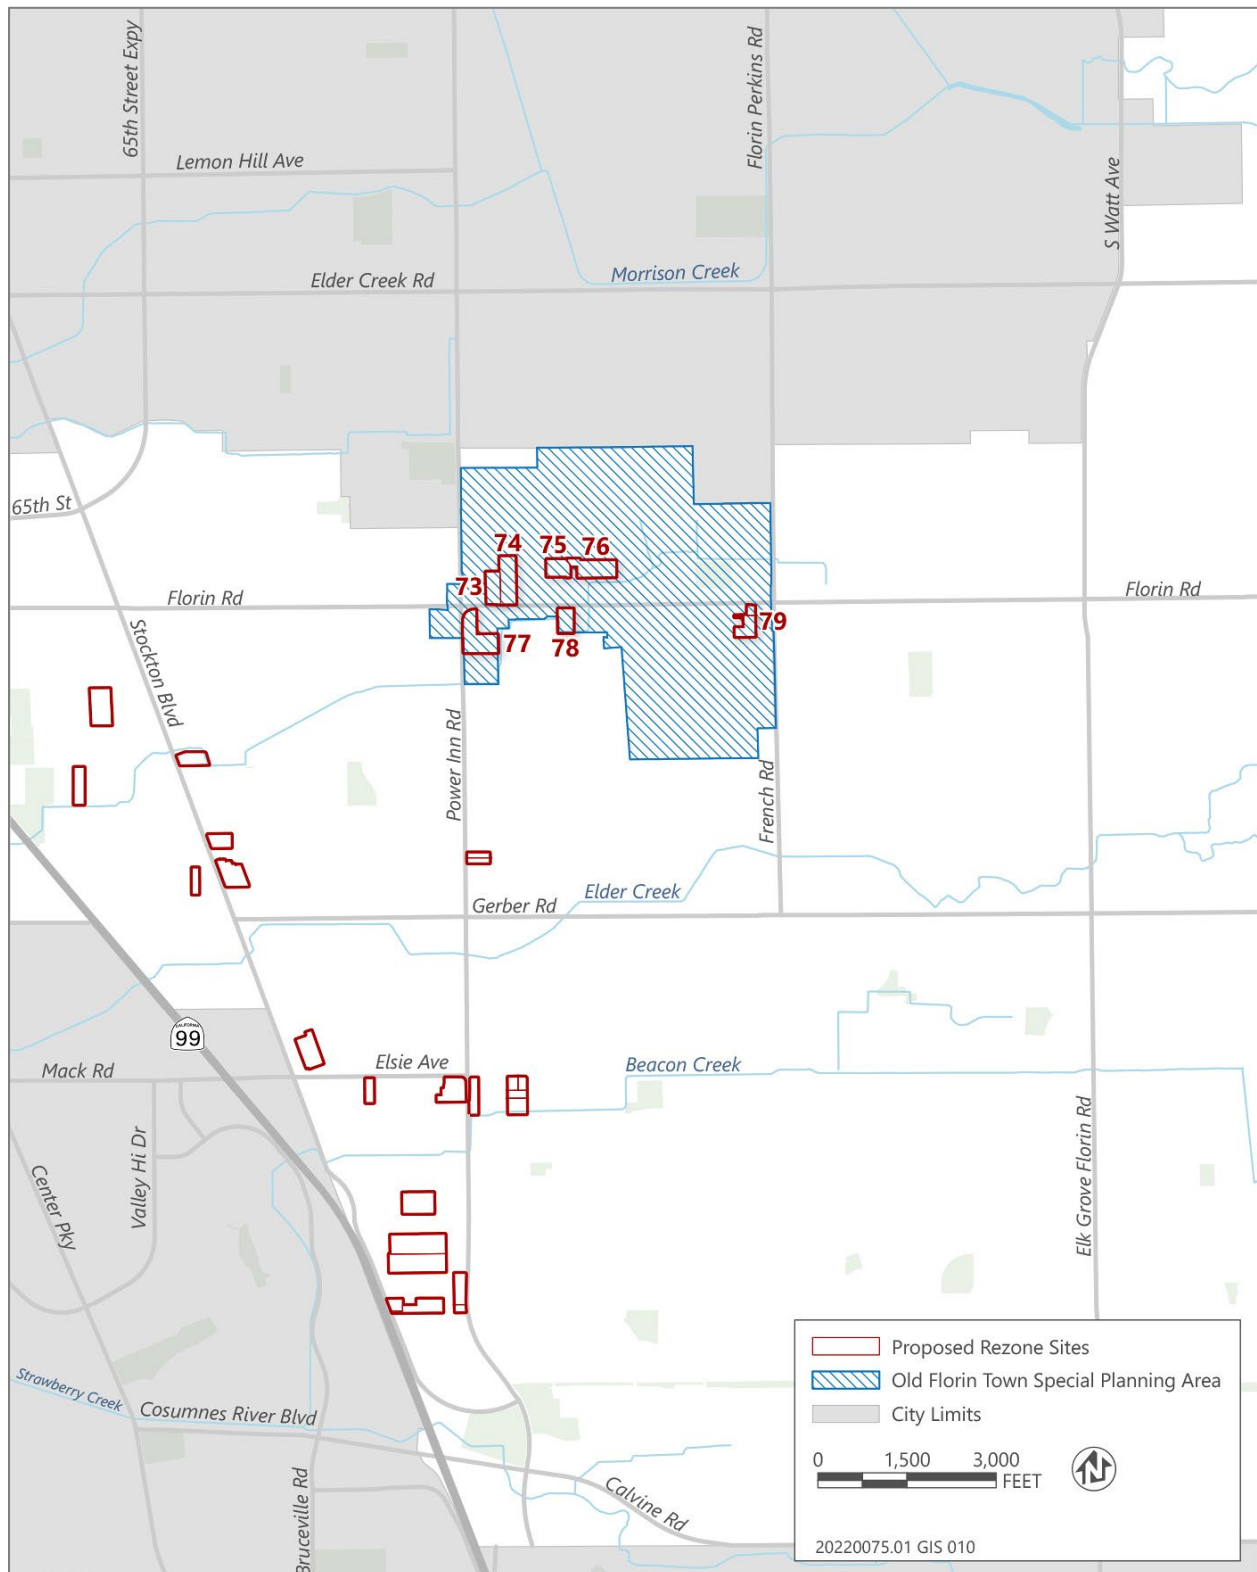 65th Street Expy
Florin Perkins Rd
Lemon Hill Ave
S Watt Ave
Elder Creek Rd
Morrison Creek
65th St
74
75
76
73
Florin Rd
Florin Rd
79
77
78
Stockton Blvd
Power Inn Rd
French Rd
Elder Creek
Gerber Rd
CALIFORNIA
99
Elsie Ave
Beacon Creek
Mack Rd
Valley Hi Dr
Center Pky
Elk Grove Florin Rd
Strawberry Creek
Cosumnes River Blvd
Bruceville Rd
Calvine Rd
Proposed Rezone Sites
Old Florin Town Special Planning Area
City Limits
0 1,500 3,000
FEET
N
20220075.01 GIS 010